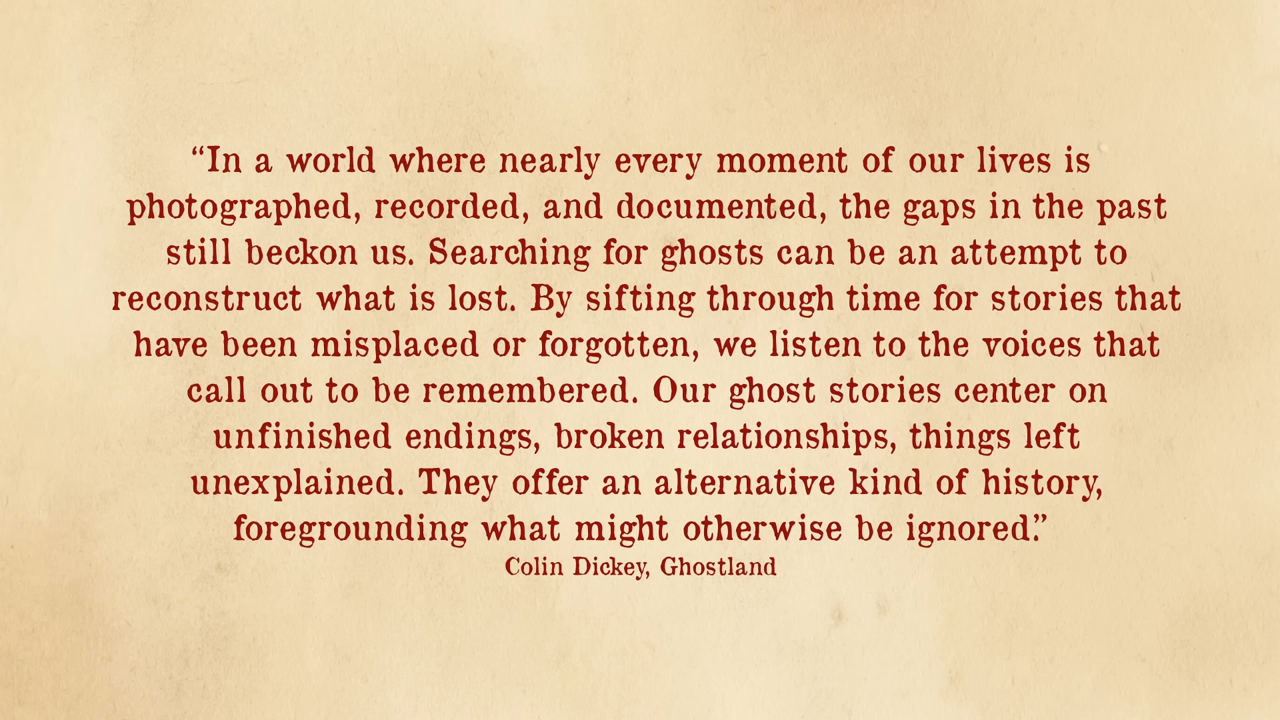 “In a world where nearly every moment of our lives is
photographed, recorded, and documented, the gaps in the past
still beckon us. Searching for ghosts can be an attempt to
reconstruct what is lost. By sifting through time for stories that
have been misplaced or forgotten, we listen to the voices that
call out to be remembered. Our ghost stories center on
unfinished endings, broken relationships, things left
unexplained. They offer an alternative kind of history,
foregrounding what might otherwise be ignored.”
Colin Dickey, Ghostland